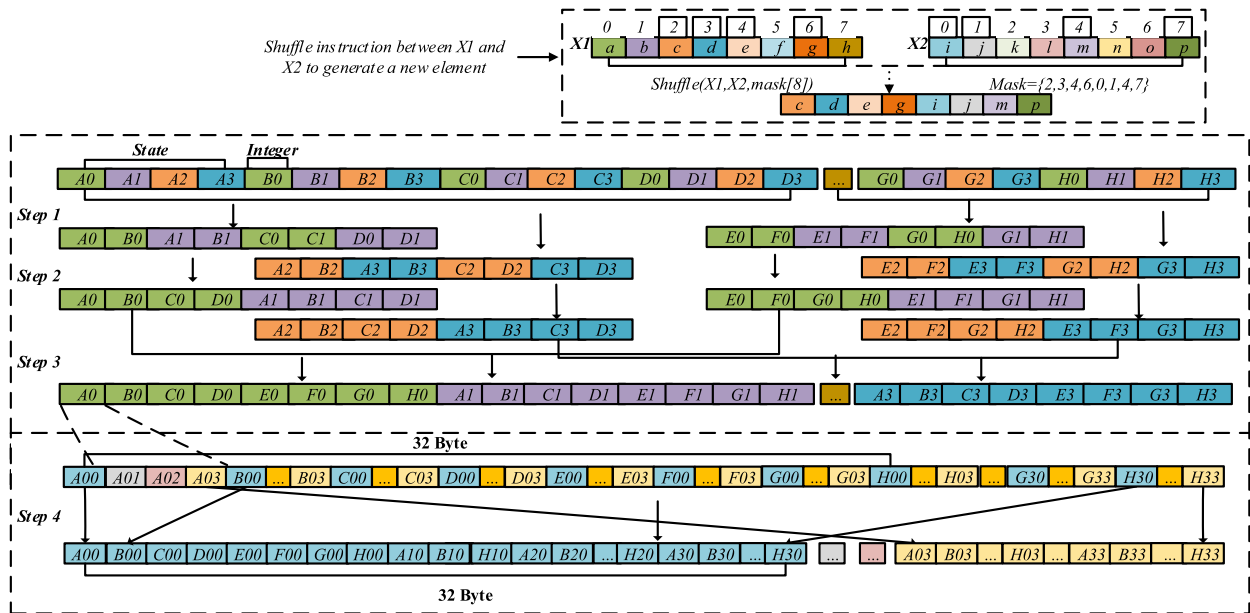 0 1 2 3 4 5 6 7 0 1 2 3 4 5 6 7
X1 a b c d e f g h X2 i j k l m n o p
Shuffle instruction between X1 and
X2 to generate a new element
Shuffle(X1,X2,mask[8]) Mask={2,3,4,6,0,1,4,7}
c d e g i j m p
State Integer
A0 A1 A2 A3 B0 B1 B2 B3 C0 C1 C2 C3 D0 D1 D2 D3 ... G0 G1 G2 G3 H0 H1 H2 H3
Step 1
A0 B0 A1 B1 C0 C1 D0 D1 E0 F0 E1 F1 G0 H0 G1 H1
A2 B2 A3 B3 C2 D2 C3 D3 E2 F2 E3 F3 G2 H2 G3 H3
Step 2
A0 B0 C0 D0 A1 B1 C1 D1 E0 F0 G0 H0 E1 F1 G1 H1
A2 B2 C2 D2 A3 B3 C3 D3 E2 F2 G2 H2 E3 F3 G3 H3
Step 3
A0 B0 C0 D0 E0 F0 G0 H0 A1 B1 C1 D1 E1 F1 G1 H1 ... A3 B3 C3 D3 E3 F3 G3 H3
32 Byte
A00 A01 A02 A03 B00 ... B03 C00 ... C03 D00 ... D03 E00 ... E03 F00 ... F03 G00 ... G03 H00 ... H03 ... G30 ... G33 H30 ... H33
Step 4
A00 B00 C00 D00 E00 F00 G00 H00 A10 B10 H10 A20 B20 ... H20 A30 B30 ... H30 ... ... A03 B03 ... H03 ... A33 B33 ... H33
32 Byte